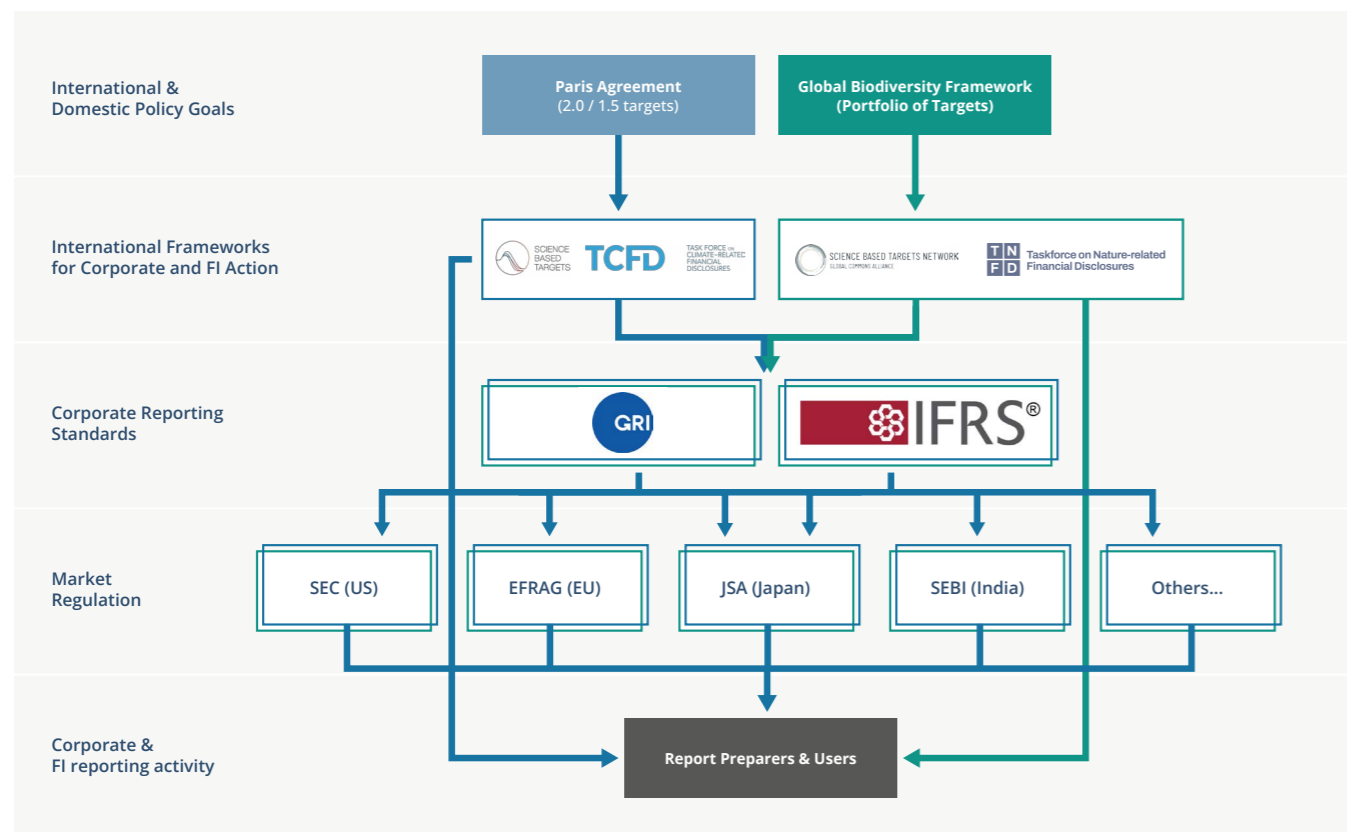 International &
Domestic Policy Goals
Paris Agreement
(2.0 / 1.5 targets)
Global Biodiversity Framework
(Portfolio of Targets)
International Frameworks
for Corporate and FI Action
SCIENCE
BASED
TARGETS
TCFD
TASK FORCE ON
CLIMATE-RELATED
FINANCIAL
DISCLOSURES
SCIENCE BASED TARGETS NETWORK
GLOBAL COMMONS ALLIANCE
TN
FD
Taskforce on Nature-related
Financial Disclosures
Corporate Reporting
Standards
GRI
IFRS®
Market
Regulation
SEC (US)
EFRAG (EU)
JSA (Japan)
SEBI (India)
Others...
Corporate &
FI reporting activity
Report Preparers & Users